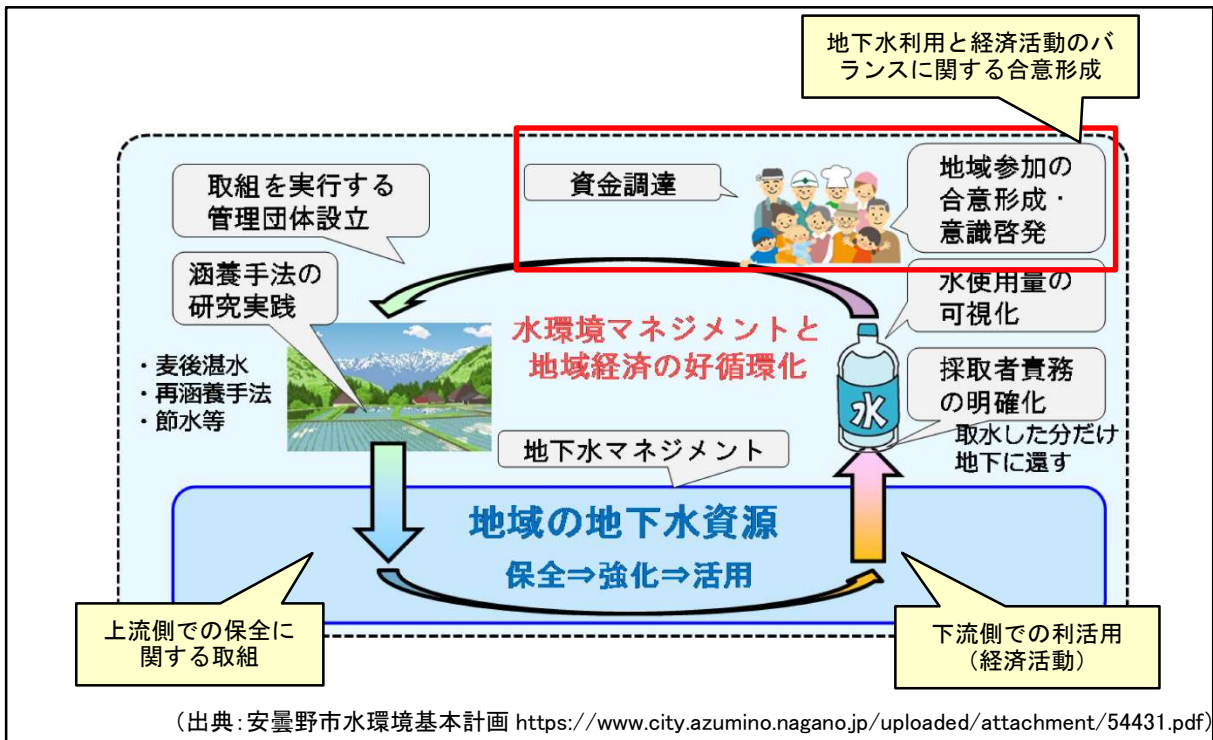 地下水利用と経済活動のバ
ランスに関する合意形成
取組を実行する
管理団体設立
資金調達
地域参加の
合意形成・
意識啓発
涵養手法の
研究実践
水使用量の
可視化
水環境マネジメントと
地域経済の好循環化
・麦後湛水
・再涵養手法
・節水等
水
採取者責務
の明確化
取水した分だけ
地下に還す
地下水マネジメント
地域の地下水資源
保全⇒強化⇒活用
上流側での保全に
関する取組
下流側での利活用
（経済活動）
（出典：安曇野市水環境基本計画 https://www.city.azumino.nagano.jp/uploaded/attachment/54431.pdf）